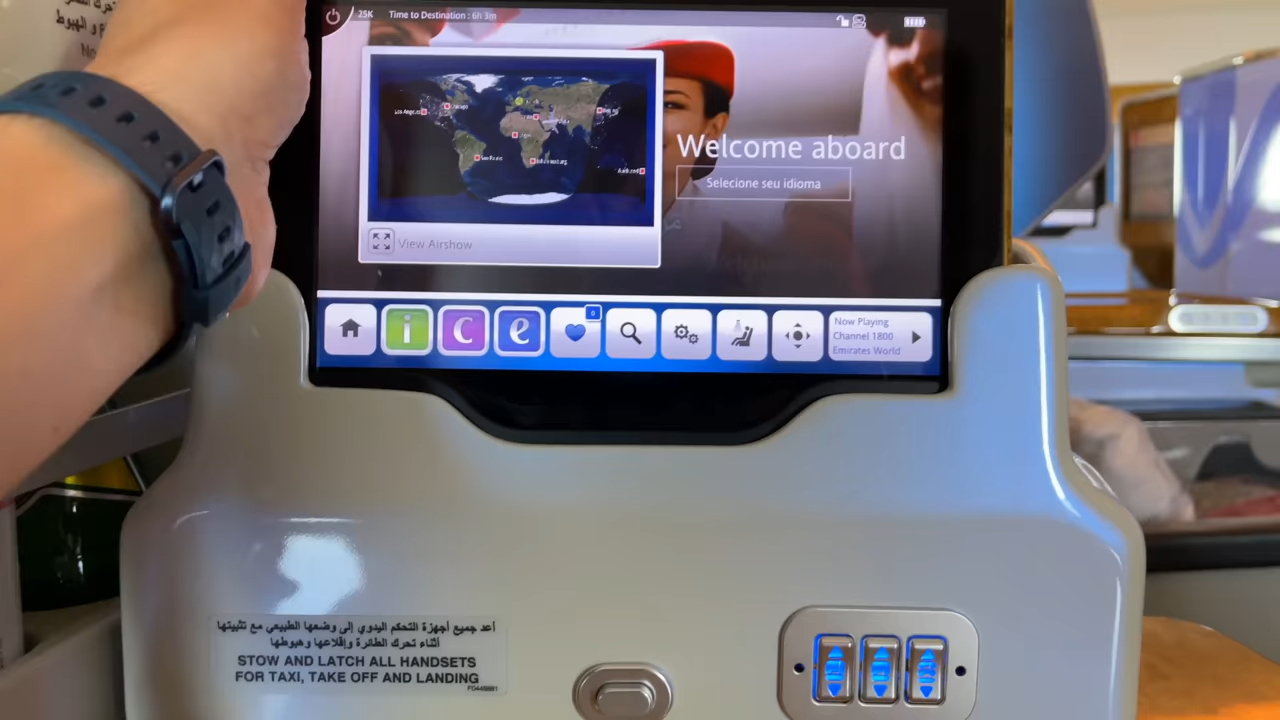 25K
Time to Destination : 6h 3m
View Airshow
Welcome aboard
Selecione seu idioma
i
c
e
0
Now Playing
Channel 1800
Emirates World
أعد جميع أجهزة التحكم اليدوي إلى وضعها الطبيعي مع تثبيتها
أثناء تحرك الطائرة وإقلاعها وهبوطها
STOW AND LATCH ALL HANDSETS
FOR TAXI, TAKE OFF AND LANDING